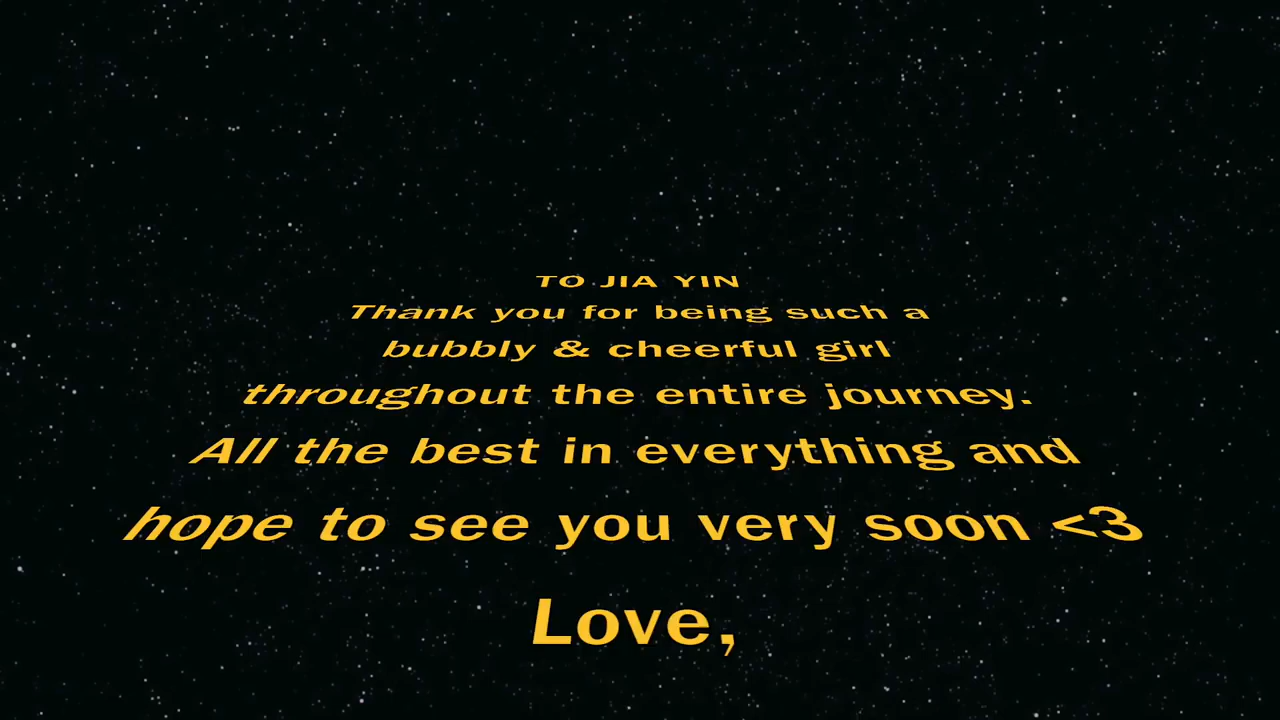 TO JIA YIN
Thank you for being such a
bubbly & cheerful girl
throughout the entire journey.
All the best in everything and
hope to see you very soon <3
Love,